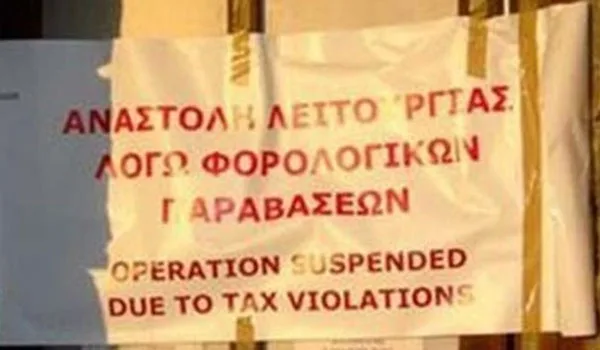 ΑΝΑΣΤΟΛΗ ΛΕΙΤΟΥΡΓΙΑΣ
ΛΟΓΩ ΦΟΡΟΛΟΓΙΚΩΝ
ΠΑΡΑΒΑΣΕΩΝ
OPERATION SUSPENDED
DUE TO TAX VIOLATIONS